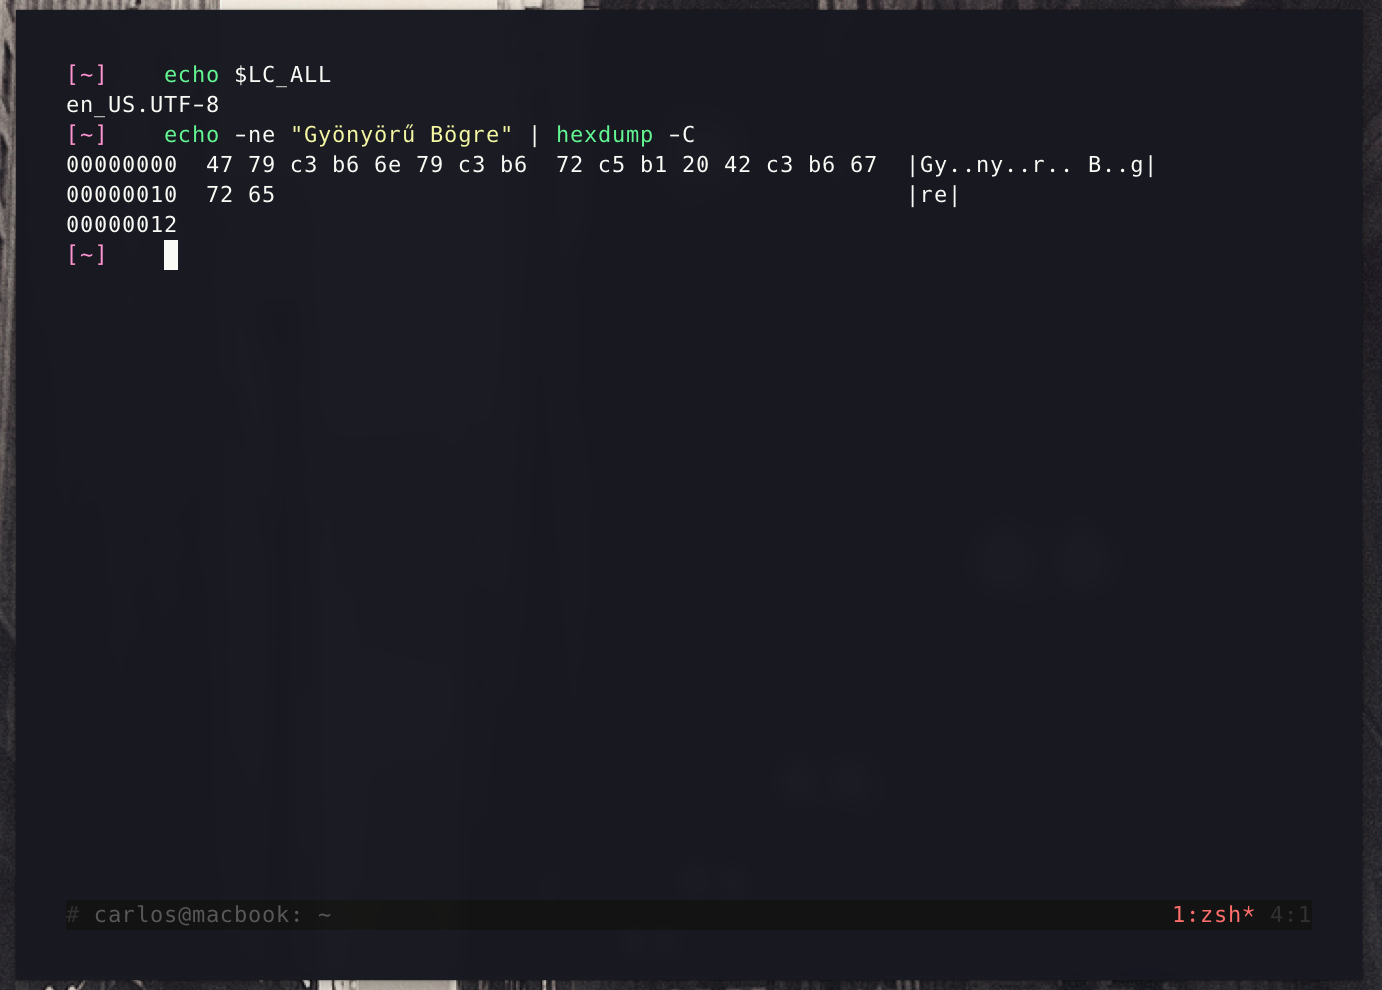 [~]    echo $LC_ALL
en_US.UTF-8
[~]    echo -ne "Gyönyörű Bögre" | hexdump -C
00000000  47 79 c3 b6 6e 79 c3 b6  72 c5 b1 20 42 c3 b6 67  |Gy..ny..r.. B..g|
00000010  72 65                                             |re|
00000012
[~]
# carlos@macbook: ~ 1:zsh* 4:1